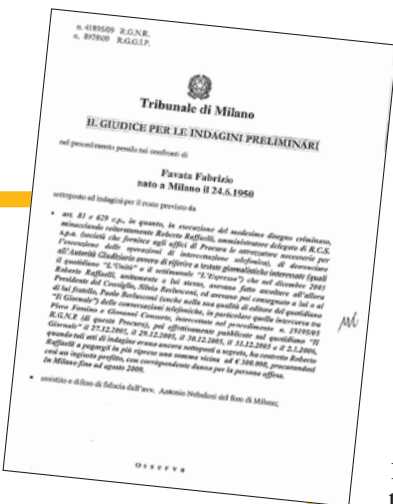 n. 41895/09 R.G.N.R.
n. 8978/09 R.G.G.I.P.
Tribunale di Milano
IL GIUDICE PER LE INDAGINI PRELIMINARI
nel procedimento penale nei confronti di
Favata Fabrizio
nato a Milano il 24.6.1950
sottoposto ad indagini per il reato previsto da
• art. 81 e 629 c.p., in quanto, in esecuzione del medesimo disegno criminoso,
minacciando reiteratamente Roberto Raffaelli, amministratore delegato di R.C.S.
s.p.a. (società che fornisce agli uffici di Procura le attrezzature necessarie per
l'esecuzione delle operazioni di intercettazione telefonica), di denunciare
all'Autorità Giudiziaria ovvero di riferire a testate giornalistiche interessate (quali
il quotidiano "L'Unità" o il settimanale "L'Espresso") che nel dicembre 2005
Roberto Raffaelli, unitamente a lui stesso, avevano fatto ascoltare all'allora
Presidente del Consiglio, Silvio Berlusconi, ed avevano poi consegnato a lui o al
di lui fratello, Paolo Berlusconi (anche nella sua qualità di editore del quotidiano
"Il Giornale") delle conversazioni telefoniche, in particolare quella intercorsa tra
Piero Fassino e Giovanni Consorte, intercettate nel procedimento n. 19195/05
R.G.N.R (di questa Procura), poi effettivamente pubblicate sul quotidiano "Il
Giornale" il 27.12.2005, il 29.12.2005, il 30.12.2005, il 31.12.2005 e il 2.1.2006,
quando tali atti di indagine erano ancora sottoposti a segreto, ha costretto Roberto
Raffaelli a pagargli in più riprese una somma vicina ad € 300.000, procurandosi
così un ingiusto profitto, con corrispondente danno per la persona offesa.
In Milano fino ad agosto 2009.
• assistito e difeso di fiducia dall'avv. Antonio Nebuloni del foro di Milano;
Osserva